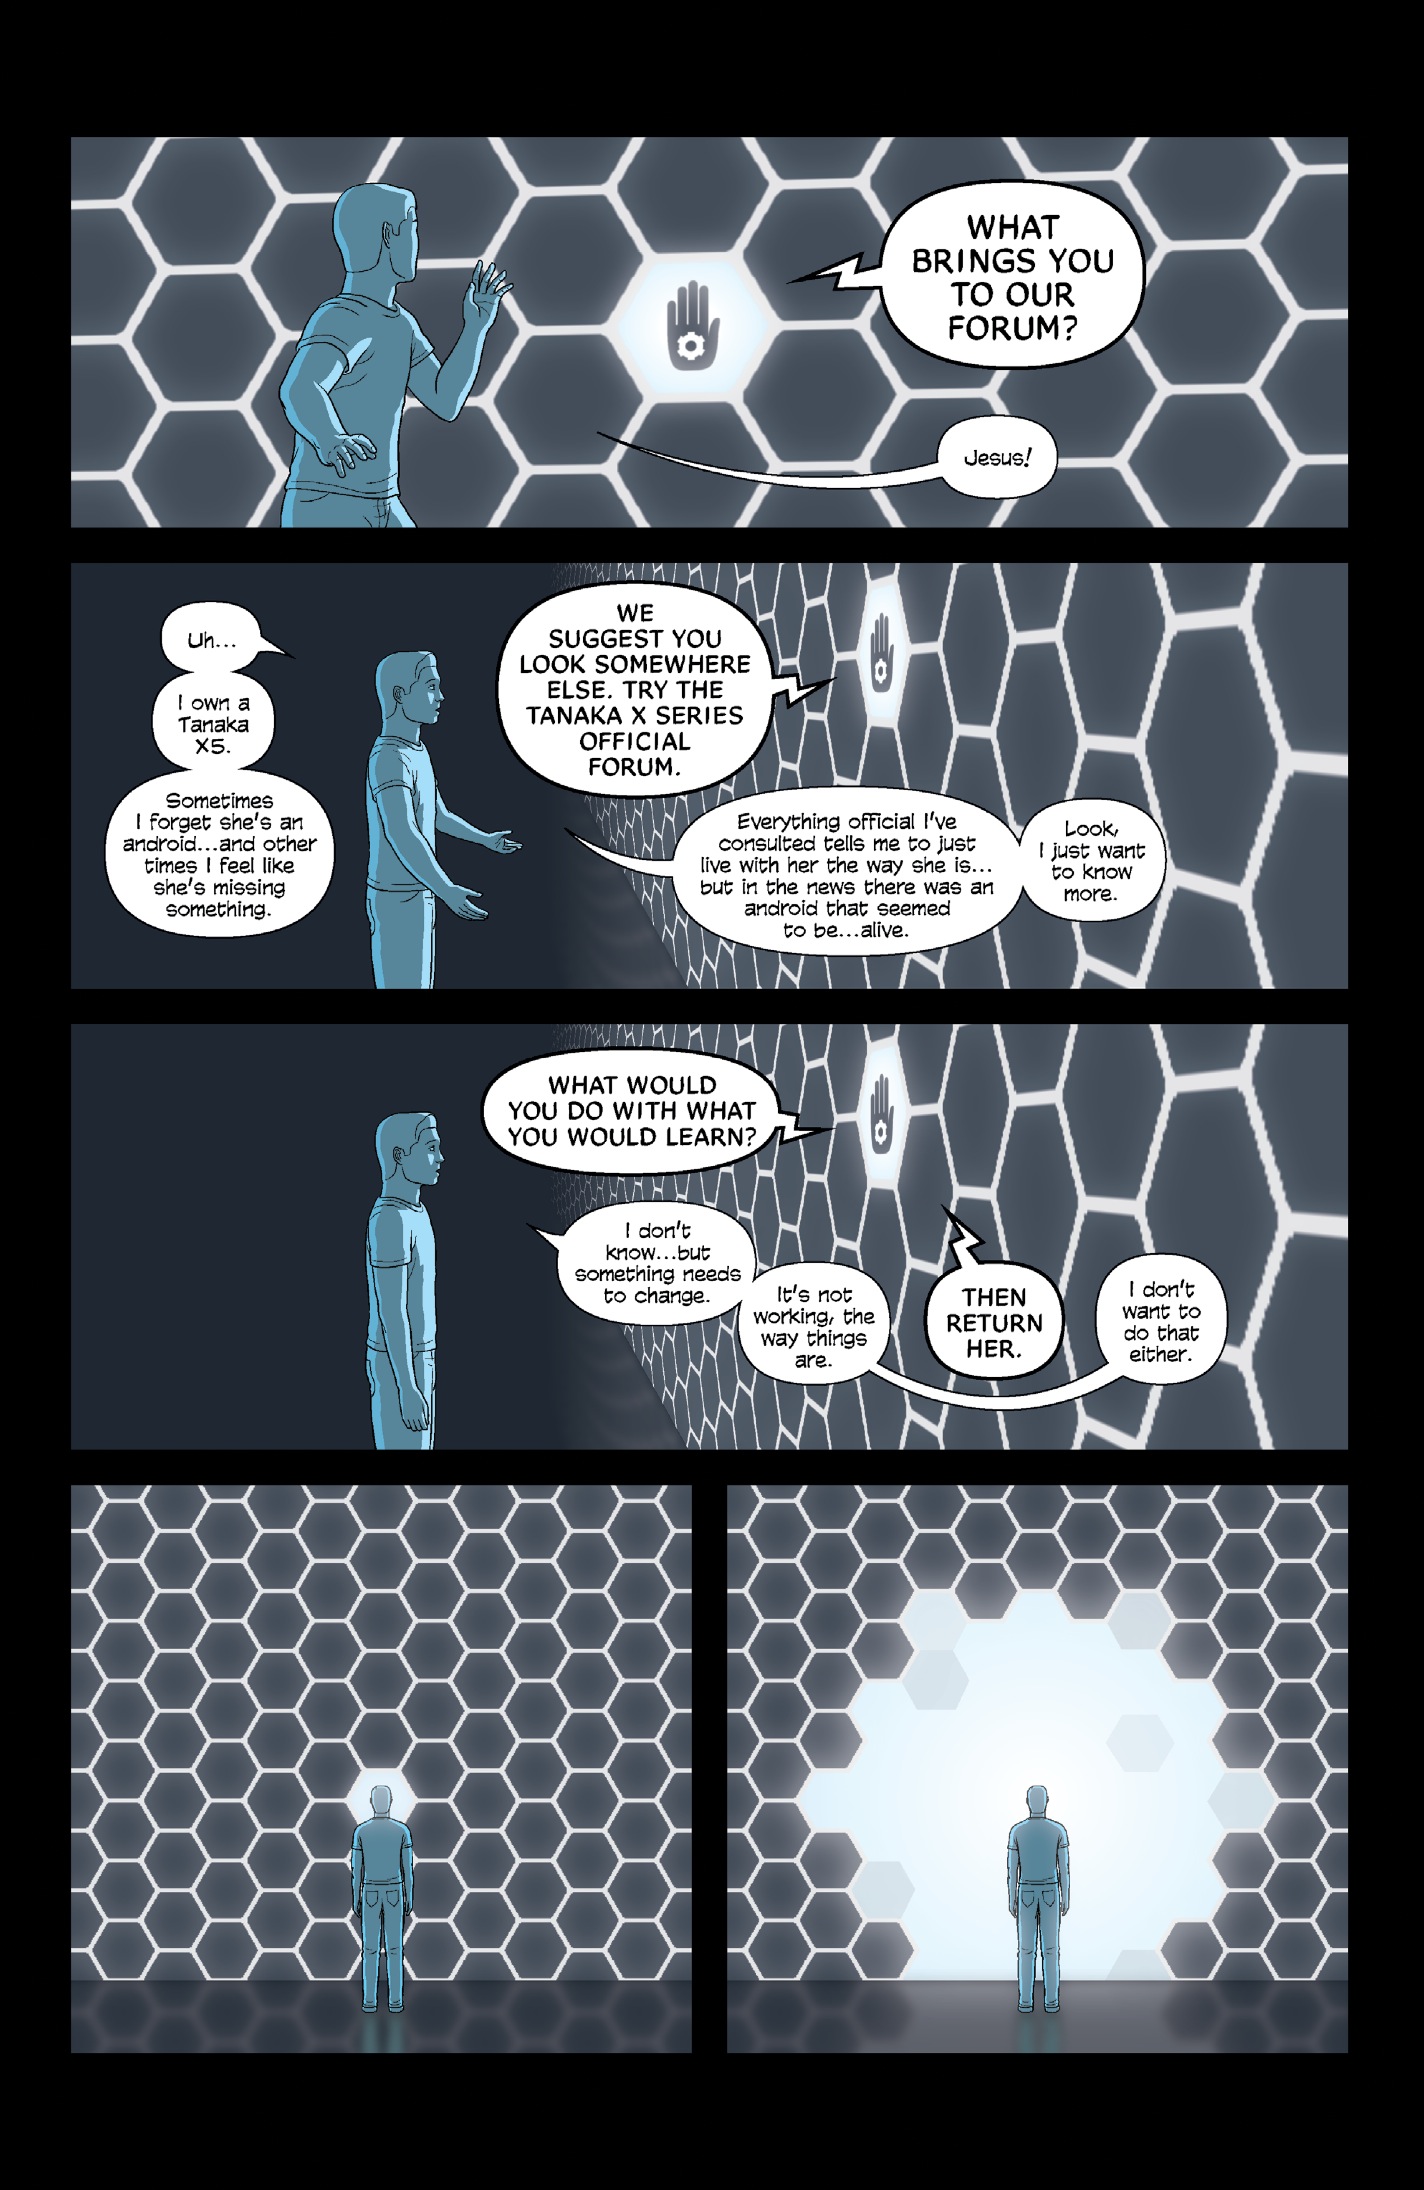 WHAT
BRINGS YOU
TO OUR
FORUM?
Jesus!
Uh...
I own a
Tanaka
X5.
Sometimes
I forget she's an
android...and other
times I feel like
she's missing
something.
WE
SUGGEST YOU
LOOK SOMEWHERE
ELSE. TRY THE
TANAKA X SERIES
OFFICIAL
FORUM.
Everything official I've
consulted tells me to just
live with her the way she is...
but in the news there was an
android that seemed
to be...alive.
Look,
I just want
to know
more.
WHAT WOULD
YOU DO WITH WHAT
YOU WOULD LEARN?
I don't
know...but
something needs
to change.
It's not
working, the
way things
are.
THEN
RETURN
HER.
I don't
want to
do that
either.